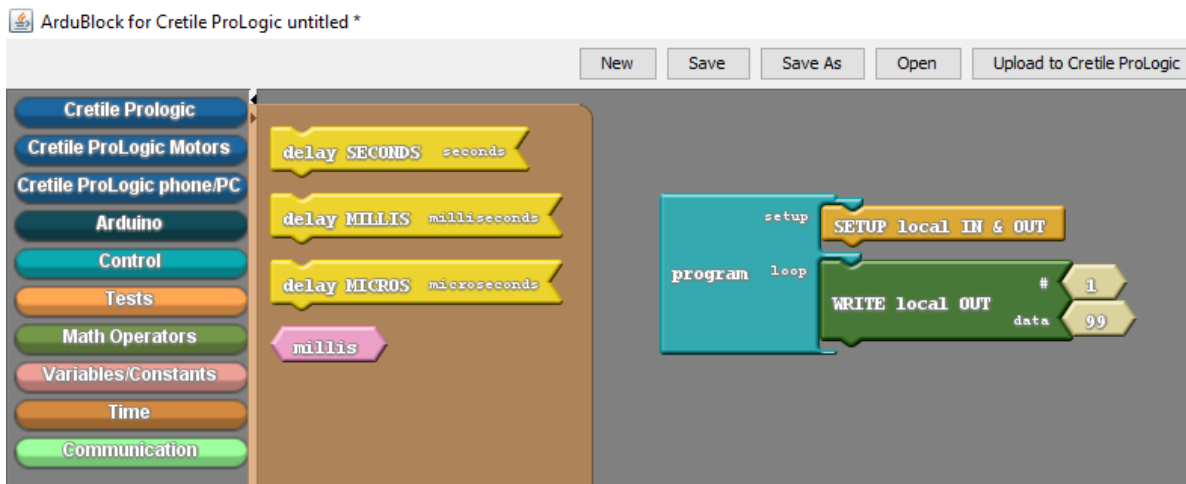 ArduBlock for Cretile ProLogic untitled *
New Save Save As Open Upload to Cretile ProLogic
Cretile Prologic
Cretile ProLogic Motors
Cretile ProLogic phone/PC
Arduino
Control
Tests
Math Operators
Variables/Constants
Time
Communication
delay SECONDS seconds
delay MILLIS milliseconds
delay MICROS microseconds
millis
program
setup
SETUP local IN & OUT
loop
WRITE local OUT
# 1
data 99